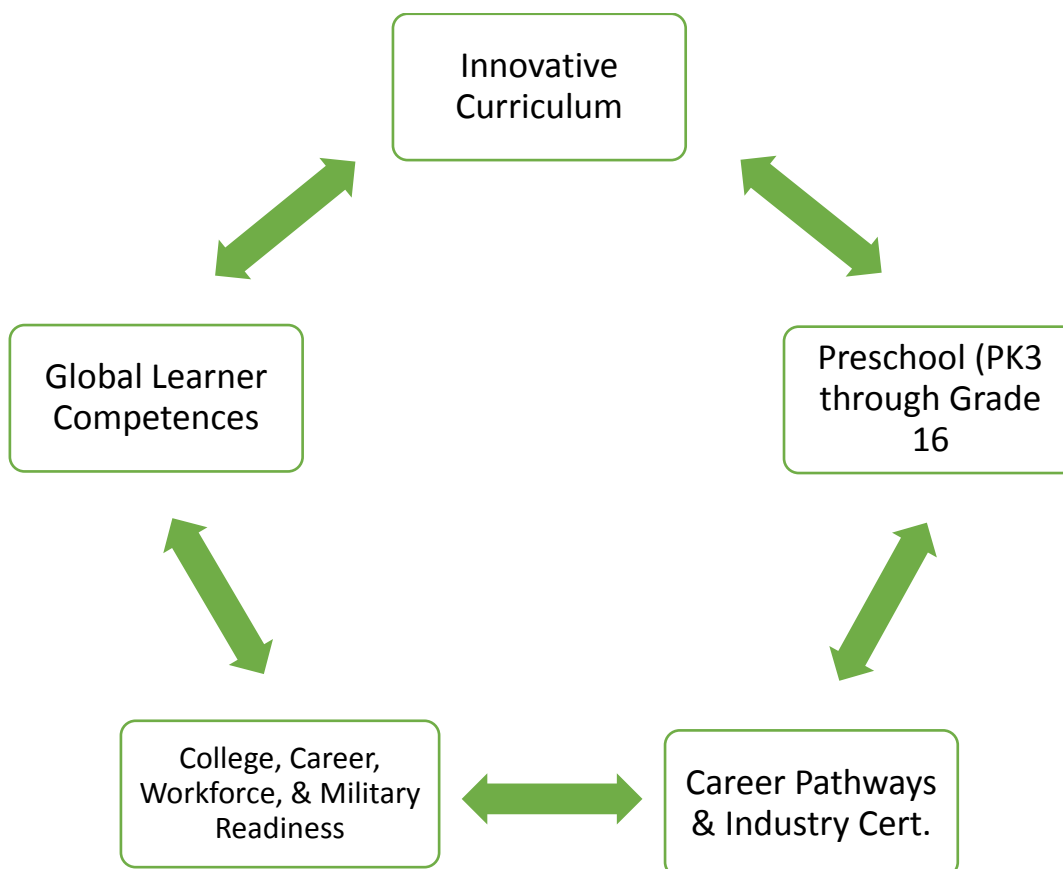 Innovative
Curriculum
Global Learner
Competences
Preschool (PK3
through Grade
16
College, Career,
Workforce, & Military
Readiness
Career Pathways
& Industry Cert.